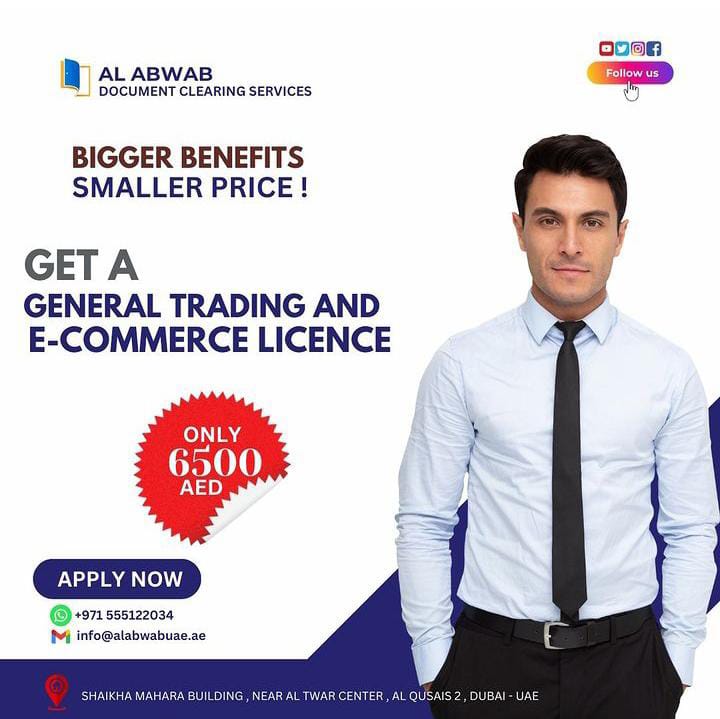 AL ABWAB
DOCUMENT CLEARING SERVICES
Follow us
BIGGER BENEFITS
SMALLER PRICE !
GET A
GENERAL TRADING AND
E-COMMERCE LICENCE
ONLY
6500
AED
APPLY NOW
+971 555122034
info@alabwabuae.ae
SHAIKHA MAHARA BUILDING , NEAR AL TWAR CENTER , AL QUSAIS 2 , DUBAI - UAE